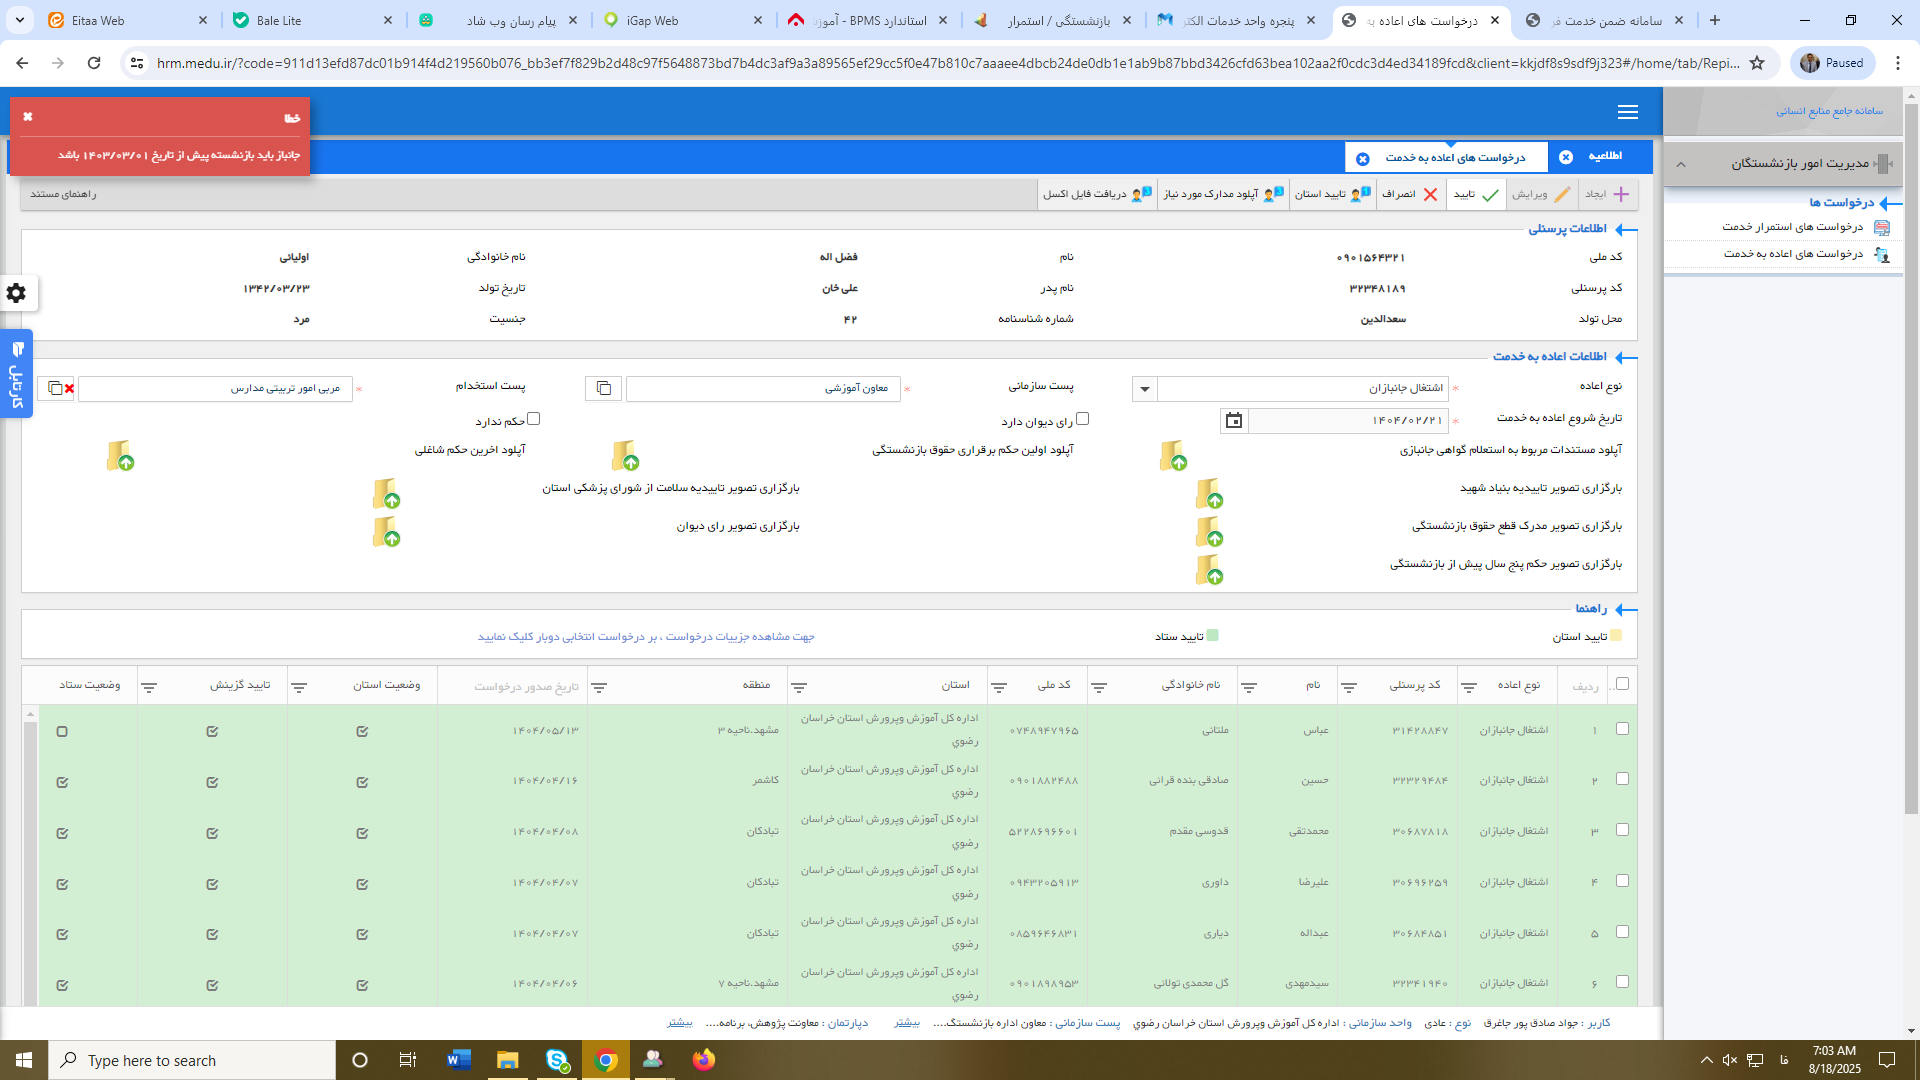 Eitaa Web
Bale Lite
پیام رسان وب شاد
iGap Web
استاندارد BPMS - آموزش
بازنشستگی / استمرار
پنجره واحد خدمات الکتر
درخواست های اعاده به
سامانه ضمن خدمت فر
hrm.medu.ir/?code=911d13efd87dc01b914f4d219560b076_bb3ef7f829b2d48c97f5648873bd7b4dc3af9a3a89565ef29cc5f0e47b810c7aaaee4dbcb24de0db1e1ab9b87bbd3426cfd63bea102aa2f0cdc3d4ed34189fcd&client=kkjdf8s9sdf9j323#/home/tab/Repi...
Paused
خطا
جانباز باید بازنشسته پیش از تاریخ ۱۴۰۳/۰۳/۰۱ باشد
سامانه جامع منابع انسانی
مدیریت امور بازنشستگان
درخواست ها
درخواست های استمرار خدمت
درخواست های اعاده به خدمت
اطلاعیه
درخواست های اعاده به خدمت
ایجاد ویرایش تایید انصراف تایید استان آپلود مدارک مورد نیاز دریافت فایل اکسل راهنمای مستند
اطلاعات پرسنلی
کد ملی ۰۹۰۱۵۶۴۳۲۱ نام فضل اله نام خانوادگی اولیائی
کد پرسنلی ۳۲۳۴۸۱۸۹ نام پدر علی خان تاریخ تولد ۱۳۴۲/۰۳/۲۳
محل تولد سعدالدین شماره شناسنامه ۴۲ جنسیت مرد
کارتابل
اطلاعات اعاده به خدمت
نوع اعاده * اشتغال جانبازان پست سازمانی * معاون آموزشی پست استخدام * مربی امور تربیتی مدارس
تاریخ شروع اعاده به خدمت * ۱۴۰۴/۰۲/۲۱ رای دیوان دارد حکم ندارد
آپلود مستندات مربوط به استعلام گواهی جانبازی آپلود اولین حکم برقراری حقوق بازنشستگی آپلود اخرین حکم شاغلی
بارگزاری تصویر تاییدیه بنیاد شهید بارگزاری تصویر تاییدیه سلامت از شورای پزشکی استان
بارگزاری تصویر مدرک قطع حقوق بازنشستگی بارگزاری تصویر رای دیوان
بارگزاری تصویر حکم پنج سال پیش از بازنشستگی
راهنما
تایید استان تایید ستاد جهت مشاهده جزییات درخواست ، بر درخواست انتخابی دوبار کلیک نمایید
... ردیف نوع اعاده کد پرسنلی نام نام خانوادگی کد ملی استان منطقه تاریخ صدور درخواست وضعیت استان تایید گزینش وضعیت ستاد
۱ اشتغال جانبازان ۳۱۴۲۸۸۴۷ عباس ملتانی ۰۷۴۸۹۴۷۹۶۵ اداره کل آموزش وپرورش استان خراسان رضوي مشهد.ناحیه ۳ ۱۴۰۴/۰۵/۱۳
۲ اشتغال جانبازان ۳۲۳۲۹۴۸۴ حسین صادقی بنده قرائی ۰۹۰۱۸۸۲۴۸۸ اداره کل آموزش وپرورش استان خراسان رضوي کاشمر ۱۴۰۴/۰۴/۱۶
۳ اشتغال جانبازان ۳۰۶۸۷۸۱۸ محمدتقی قدوسی مقدم ۵۲۲۸۶۹۶۶۰۱ اداره کل آموزش وپرورش استان خراسان رضوي تبادکان ۱۴۰۴/۰۴/۰۸
۴ اشتغال جانبازان ۳۰۶۹۶۲۵۹ علیرضا داوری ۰۹۴۳۲۰۵۹۱۳ اداره کل آموزش وپرورش استان خراسان رضوي تبادکان ۱۴۰۴/۰۴/۰۷
۵ اشتغال جانبازان ۳۰۶۸۴۸۵۱ عبداله دیاری ۰۸۵۹۶۴۶۸۳۱ اداره کل آموزش وپرورش استان خراسان رضوي تبادکان ۱۴۰۴/۰۴/۰۷
۶ اشتغال جانبازان ۳۲۳۴۱۹۴۰ سیدمهدی گل محمدی تولائی ۰۹۰۱۸۹۸۹۵۳ اداره کل آموزش وپرورش استان خراسان رضوي مشهد.ناحیه ۷ ۱۴۰۴/۰۴/۰۶
کاربر : جواد صادق پور جاغرق نوع : عادی واحد سازمانی : اداره کل آموزش وپرورش استان خراسان رضوي پست سازمانی : معاون اداره بازنشستگ.... بیشتر دپارتمان : معاونت پژوهش، برنامه.... بیشتر
Type here to search
فا
7:03 AM
8/18/2025